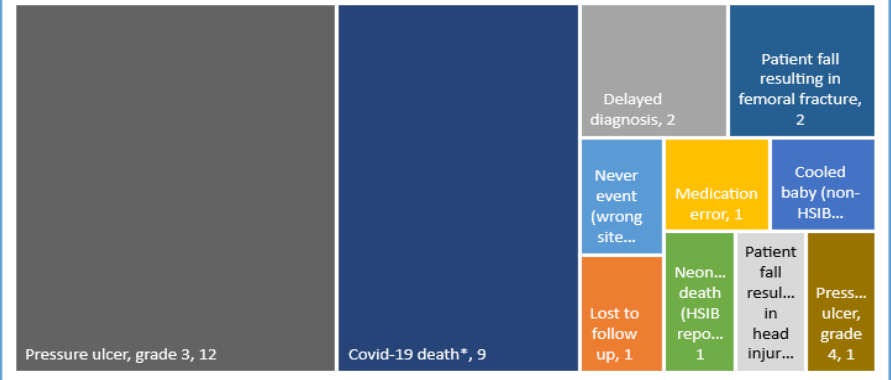 Pressure ulcer, grade 3, 12
Covid-19 death*, 9
Delayed
diagnosis, 2
Patient fall
resulting in
femoral fracture,
2
Never
event
(wrong
site...
Medication
error, 1
Cooled
baby (non-
HSIB...
Lost to
follow
up, 1
Neon...
death
(HSIB
repo...
1
Patient
fall
resul...
in
head
injur...
Press...
ulcer,
grade
4, 1